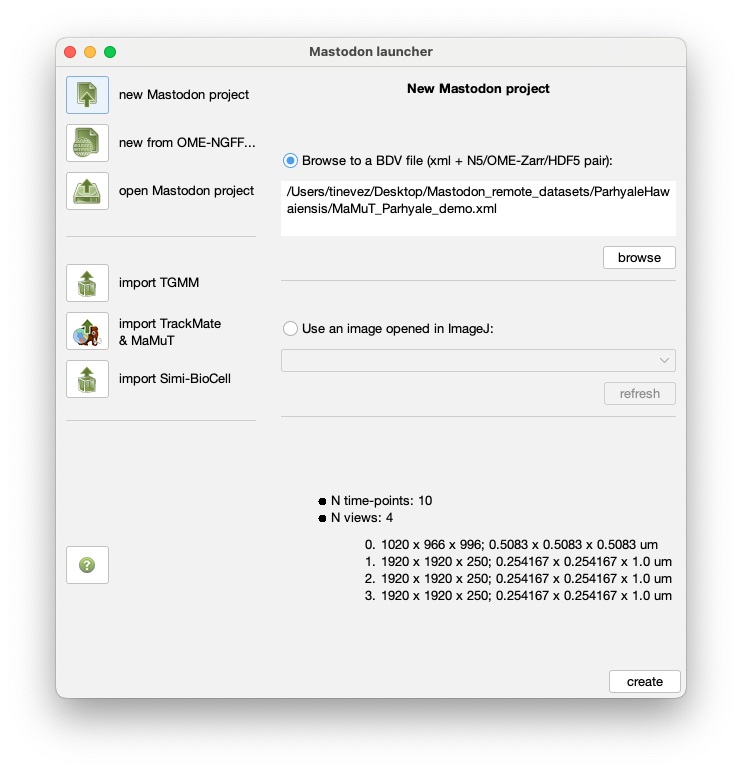 Mastodon launcher
new Mastodon project
new from OME-NGFF...
open Mastodon project
import TGMM
import TrackMate
& MaMuT
import Simi-BioCell
?
New Mastodon project
Browse to a BDV file (xml + N5/OME-Zarr/HDF5 pair):
/Users/tinevez/Desktop/Mastodon_remote_datasets/ParhyaleHaw
aiensis/MaMuT_Parhyale_demo.xml
browse
Use an image opened in ImageJ:
refresh
● N time-points: 10
● N views: 4
0. 1020 x 966 x 996; 0.5083 x 0.5083 x 0.5083 um
1. 1920 x 1920 x 250; 0.254167 x 0.254167 x 1.0 um
2. 1920 x 1920 x 250; 0.254167 x 0.254167 x 1.0 um
3. 1920 x 1920 x 250; 0.254167 x 0.254167 x 1.0 um
create